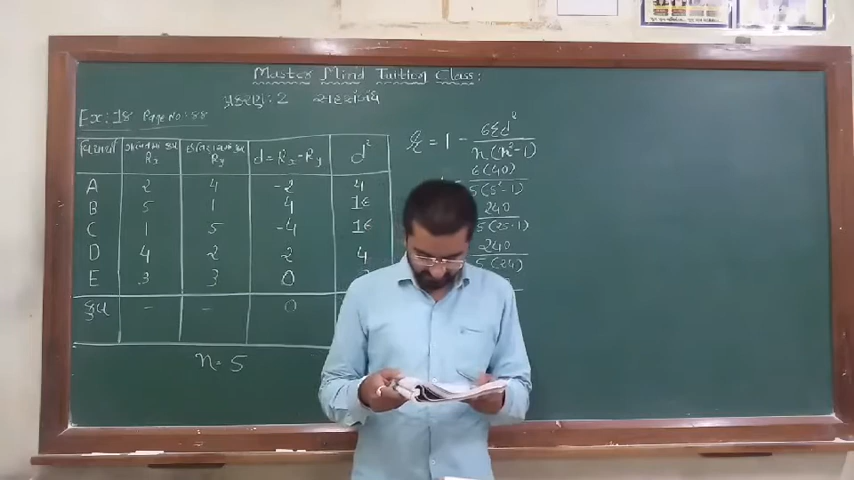 Master Mind Tuition Class
પ્રકરણ : 2 સહસંબંધ
Ex : 18 Page No : 88
Rx Ry d = Rx - Ry d²
A 2 4 -2 4
B 5 1 4 16
C 1 5 -4 16
D 4 2 2 4
E 3 3 0
કુલ - - 0
n = 5
= 1 - 6Σd² / n(n²-1)
6(40) / 5(5²-1)
240 / 5(25-1)
240 / 5(24)